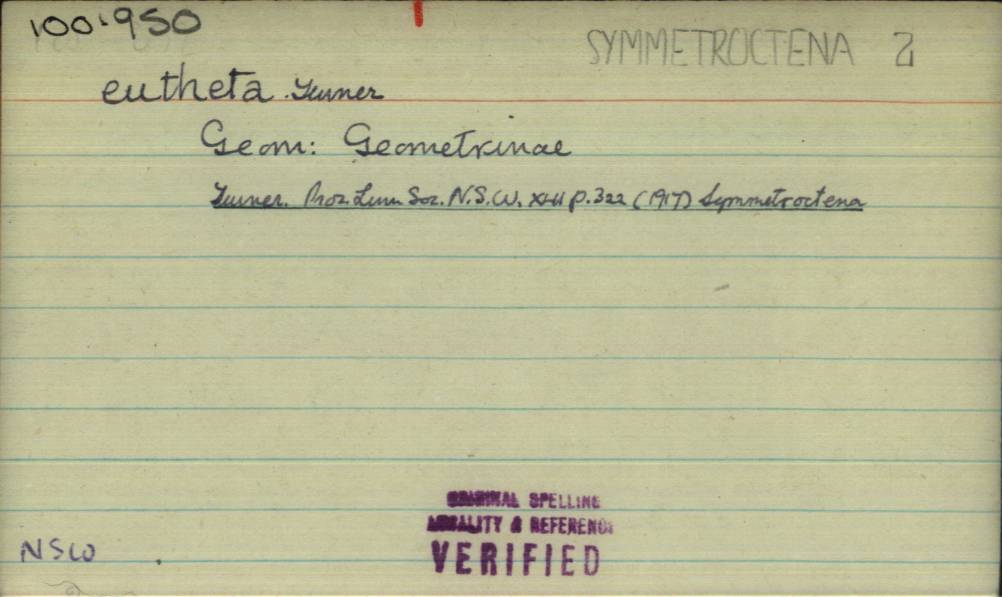 100·950
SYMMETROCTENA 2
eutheta Turner
Geom: Geometrinae
Turner. Proc. Linn Soc. N.S.W. XLII p.322 (1917) Symmetroctena
ORIGINAL SPELLING
LOCALITY & REFERENCE
VERIFIED
NSW